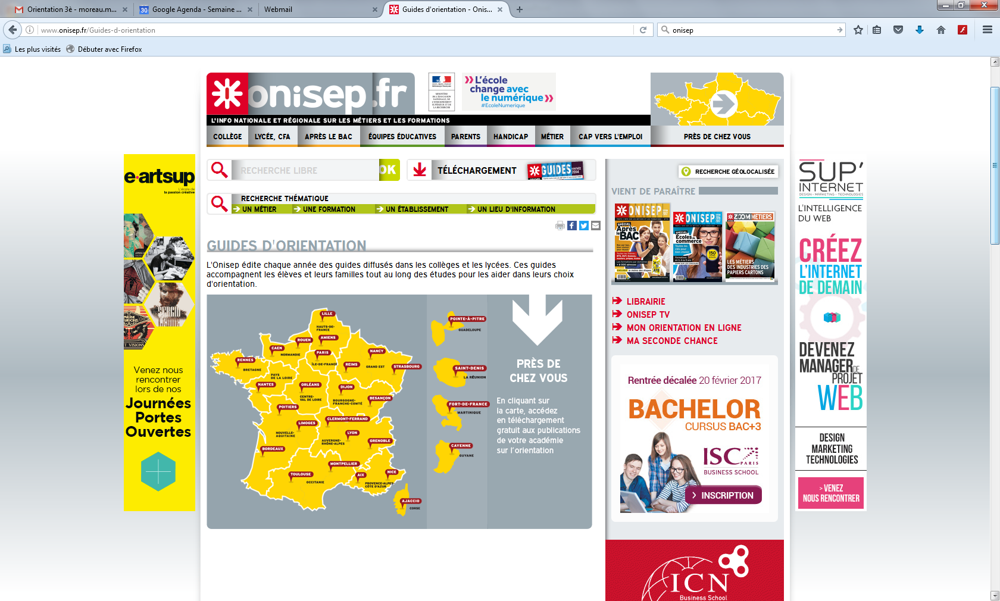 Orientation 3è - moreau.m...
Google Agenda - Semaine ...
Webmail
Guides d'orientation - Onis...
www.onisep.fr/Guides-d-orientation
onisep
Les plus visités
Débuter avec Firefox
onisep.fr
L'école
change avec
le numérique
#EcoleNumerique
L'INFO NATIONALE ET RÉGIONALE SUR LES MÉTIERS ET LES FORMATIONS
COLLÈGE
LYCÉE, CFA
APRÈS LE BAC
ÉQUIPES ÉDUCATIVES
PARENTS
HANDICAP
MÉTIER
CAP VERS L'EMPLOI
PRÈS DE CHEZ VOUS
RECHERCHE LIBRE
OK
TÉLÉCHARGEMENT
GUIDES
RECHERCHE THÉMATIQUE
UN MÉTIER
UNE FORMATION
UN ÉTABLISSEMENT
UN LIEU D'INFORMATION
GUIDES D'ORIENTATION
L'Onisep édite chaque année des guides diffusés dans les collèges et les lycées. Ces guides
accompagnent les élèves et leurs familles tout au long des études pour les aider dans leurs choix
d'orientation.
LILLE
HAUTS-DE-
FRANCE
AMIENS
ROUEN
CAEN
NORMANDIE
PARIS
ÎLE-DE-FRANCE
REIMS
NANCY
GRAND EST
STRASBOURG
RENNES
BRETAGNE
PAYS
DE LA LOIRE
NANTES
ORLÉANS
CENTRE-
VAL DE LOIRE
DIJON
BOURGOGNE-
FRANCHE-COMTÉ
BESANÇON
POITIERS
LIMOGES
CLERMONT-FERRAND
NOUVELLE-
AQUITAINE
LYON
AUVERGNE-
RHÔNE-ALPES
GRENOBLE
BORDEAUX
MONTPELLIER
TOULOUSE
OCCITANIE
AIX
NICE
PROVENCE-ALPES-
CÔTE D'AZUR
AJACCIO
CORSE
POINTE-À-PITRE
GUADELOUPE
SAINT-DENIS
LA RÉUNION
FORT-DE-FRANCE
MARTINIQUE
CAYENNE
GUYANE
PRÈS DE
CHEZ VOUS
En cliquant sur
la carte, accédez
en téléchargement
gratuit aux publications
de votre académie
sur l'orientation
RECHERCHE GÉOLOCALISÉE
VIENT DE PARAÎTRE
ONISEP
SPÉCIAL
Après
le BAC
ONISEP
SPÉCIAL
Écoles de
commerce
ZOOM MÉTIERS
LES MÉTIERS
DES INDUSTRIES DES
PAPIERS CARTONS
LIBRAIRIE
ONISEP TV
MON ORIENTATION EN LIGNE
MA SECONDE CHANCE
Rentrée décalée 20 février 2017
BACHELOR
CURSUS BAC+3
ISC
PARIS
BUSINESS SCHOOL
> INSCRIPTION
ICN
Business School
e·artsup
L'école de
la passion créative
Venez nous
rencontrer
lors de nos
Journées
Portes
Ouvertes
SUP'
INTERNET
DESIGN - MARKETING - TECHNOLOGIES
L'INTELLIGENCE
DU WEB
CRÉEZ
L'INTERNET
DE DEMAIN
DEVENEZ
MANAGER DE
PROJET
WEB
DESIGN
MARKETING
TECHNOLOGIES
> VENEZ
NOUS RENCONTRER